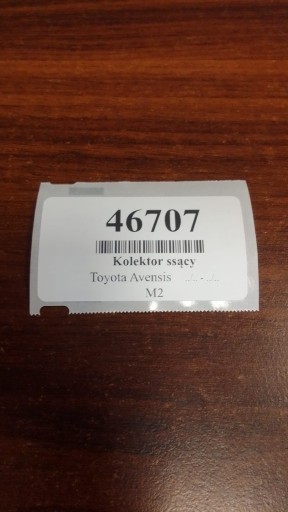 46707
Kolektor ssący
Toyota Avensis
M2